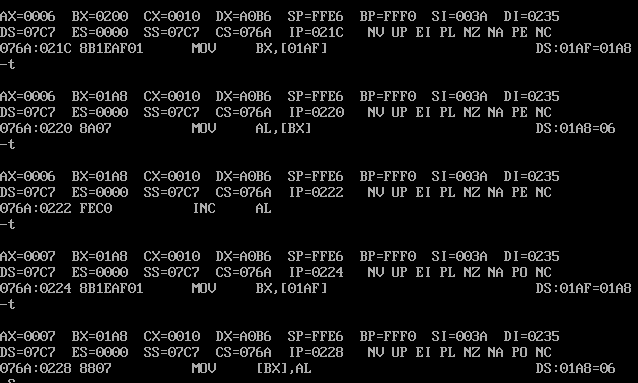 AX=0006 BX=0200 CX=0010 DX=A0B6 SP=FFE6 BP=FFF0 SI=003A DI=0235
DS=07C7 ES=0000 SS=07C7 CS=076A IP=021C NV UP EI PL NZ NA PE NC
076A:021C 8B1EAF01 MOV BX,[01AF] DS:01AF=01A8
-t
AX=0006 BX=01A8 CX=0010 DX=A0B6 SP=FFE6 BP=FFF0 SI=003A DI=0235
DS=07C7 ES=0000 SS=07C7 CS=076A IP=0220 NV UP EI PL NZ NA PE NC
076A:0220 8A07 MOV AL,[BX] DS:01A8=06
-t
AX=0006 BX=01A8 CX=0010 DX=A0B6 SP=FFE6 BP=FFF0 SI=003A DI=0235
DS=07C7 ES=0000 SS=07C7 CS=076A IP=0222 NV UP EI PL NZ NA PE NC
076A:0222 FEC0 INC AL
-t
AX=0007 BX=01A8 CX=0010 DX=A0B6 SP=FFE6 BP=FFF0 SI=003A DI=0235
DS=07C7 ES=0000 SS=07C7 CS=076A IP=0224 NV UP EI PL NZ NA PO NC
076A:0224 8B1EAF01 MOV BX,[01AF] DS:01AF=01A8
-t
AX=0007 BX=01A8 CX=0010 DX=A0B6 SP=FFE6 BP=FFF0 SI=003A DI=0235
DS=07C7 ES=0000 SS=07C7 CS=076A IP=0228 NV UP EI PL NZ NA PO NC
076A:0228 8807 MOV [BX],AL DS:01A8=06